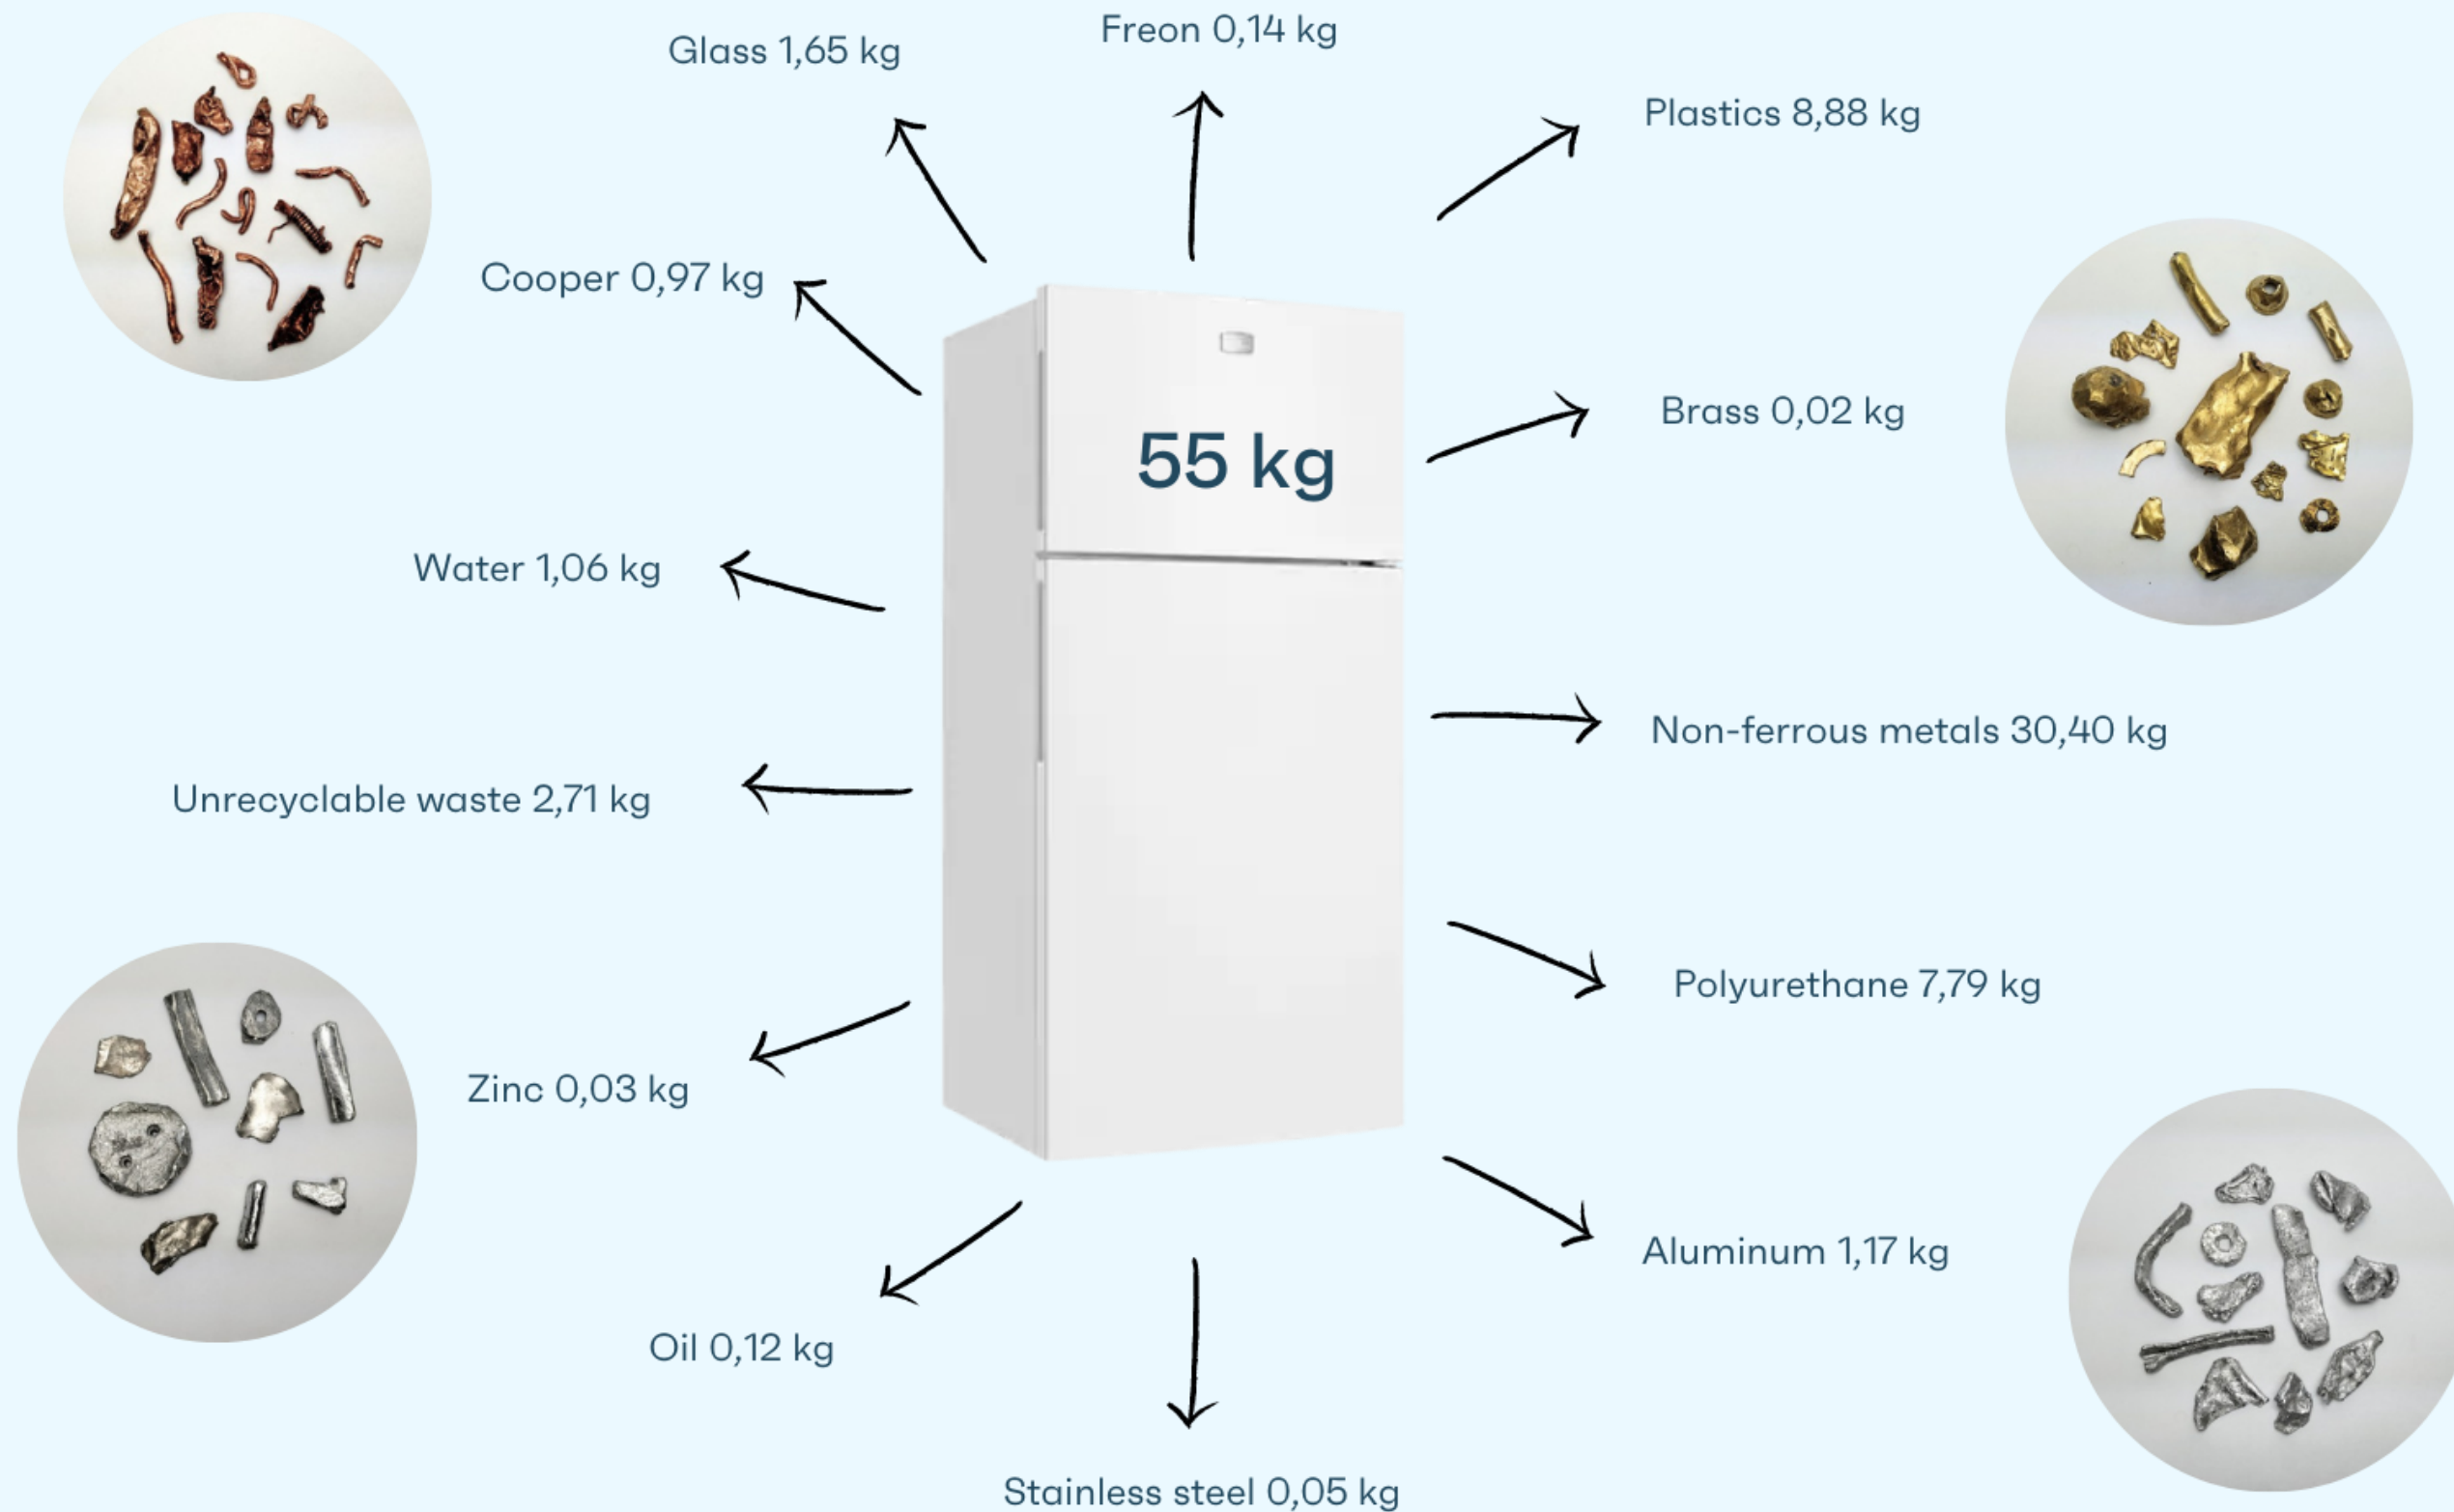 Freon 0,14 kg
Glass 1,65 kg
Plastics 8,88 kg
Cooper 0,97 kg
Brass 0,02 kg
55 kg
Water 1,06 kg
Non-ferrous metals 30,40 kg
Unrecyclable waste 2,71 kg
Polyurethane 7,79 kg
Zinc 0,03 kg
Aluminum 1,17 kg
Oil 0,12 kg
Stainless steel 0,05 kg